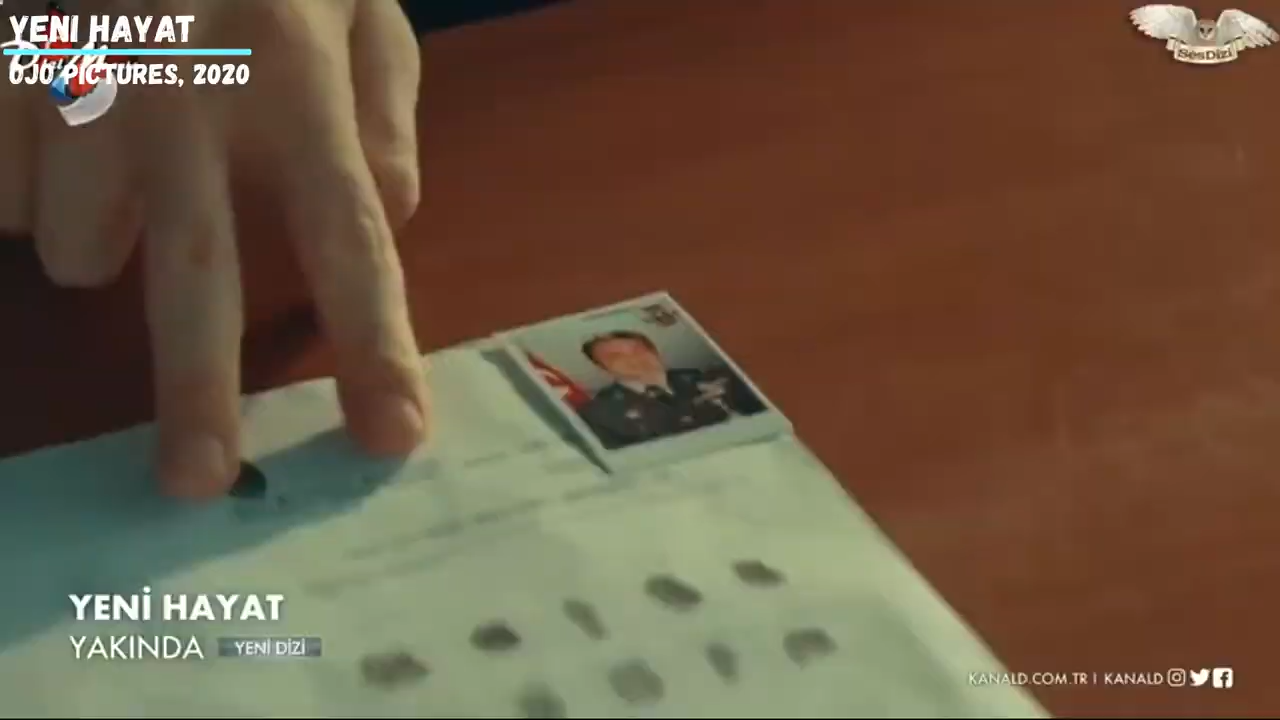 YENI HAYAT
OJO PICTURES, 2020
SesDizi
YENİ HAYAT
YAKINDA YENİ DİZİ
KANALD.COM.TR I KANALD